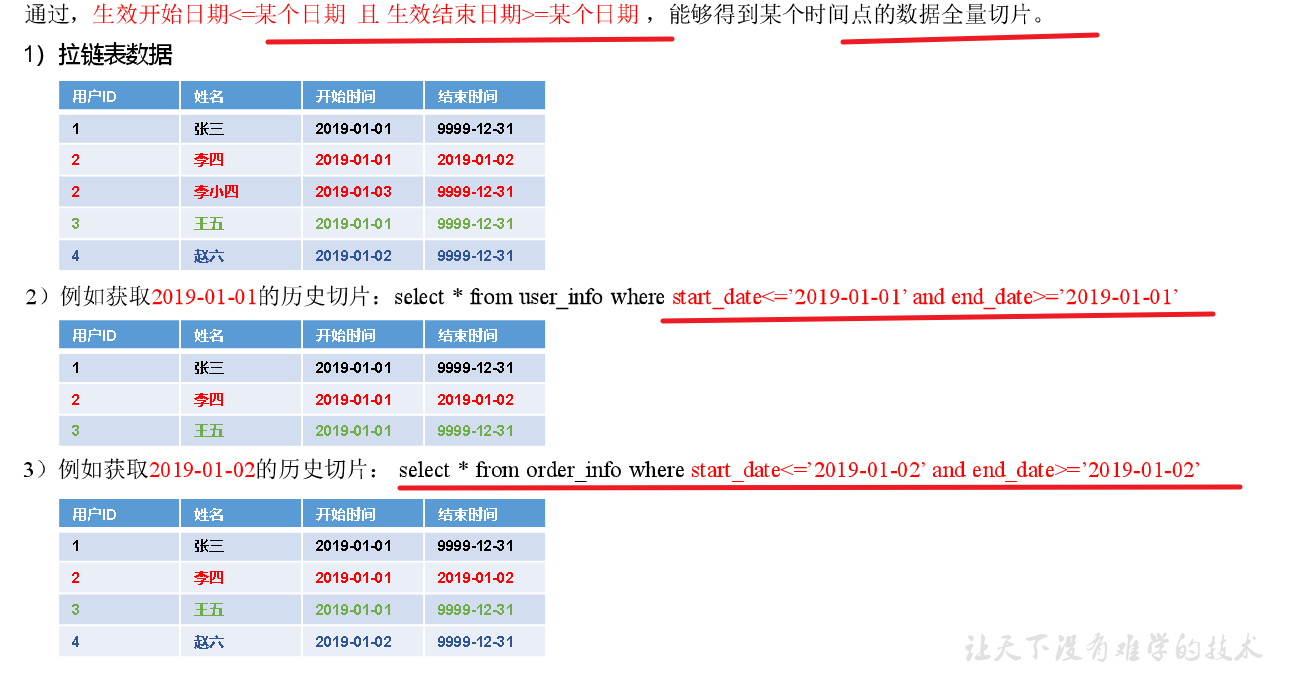 通过，生效开始日期<=某个日期 且 生效结束日期>=某个日期 ，能够得到某个时间点的数据全量切片。
1）拉链表数据
用户ID 姓名 开始时间 结束时间
1 张三 2019-01-01 9999-12-31
2 李四 2019-01-01 2019-01-02
2 李小四 2019-01-03 9999-12-31
3 王五 2019-01-01 9999-12-31
4 赵六 2019-01-02 9999-12-31
2）例如获取2019-01-01的历史切片：select * from user_info where start_date<=’2019-01-01’ and end_date>=’2019-01-01’
用户ID 姓名 开始时间 结束时间
1 张三 2019-01-01 9999-12-31
2 李四 2019-01-01 2019-01-02
3 王五 2019-01-01 9999-12-31
3）例如获取2019-01-02的历史切片： select * from order_info where start_date<=’2019-01-02’ and end_date>=’2019-01-02’
用户ID 姓名 开始时间 结束时间
1 张三 2019-01-01 9999-12-31
2 李四 2019-01-01 2019-01-02
3 王五 2019-01-01 9999-12-31
4 赵六 2019-01-02 9999-12-31
让天下没有难学的技术